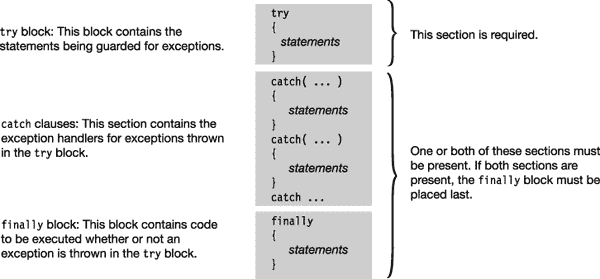 try block: This block contains the
statements being guarded for exceptions.
try
{
statements
}
This section is required.
catch clauses: This section contains the
exception handlers for exceptions thrown
in the try block.
catch( ... )
{
statements
}
catch( ... )
{
statements
}
catch ...
One or both of these sections must
be present. If both sections are
present, the finally block must be
placed last.
finally block: This block contains code
to be executed whether or not an
exception is thrown in the try block.
finally
{
statements
}